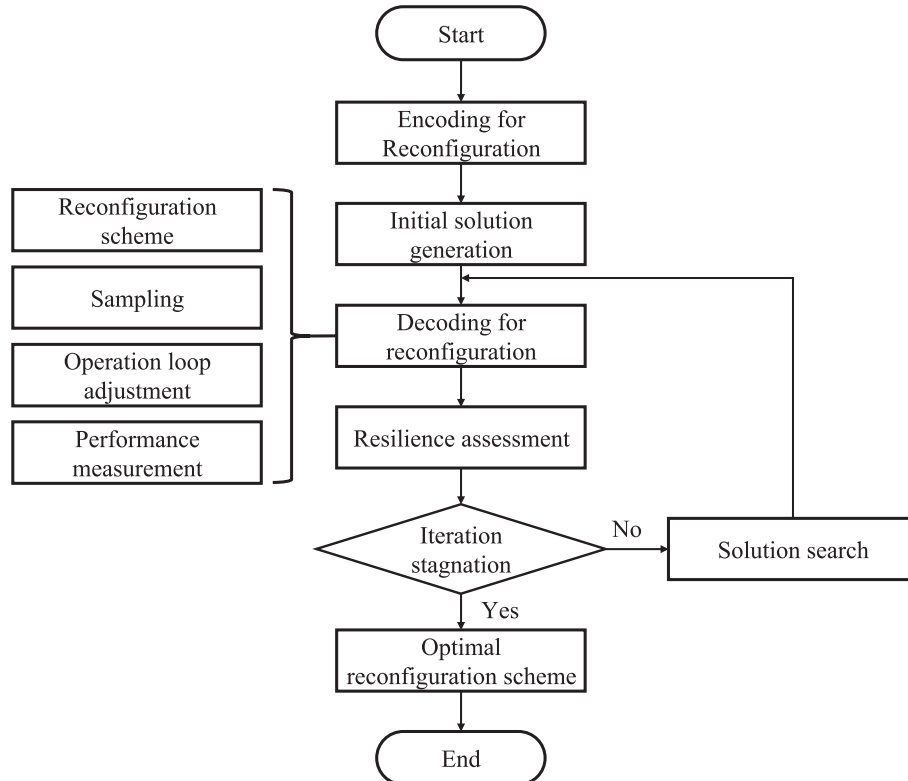 Start
Encoding for
Reconfiguration
Initial solution
generation
Reconfiguration
scheme
Sampling
Operation loop
adjustment
Performance
measurement
Decoding for
reconfiguration
Resilience assessment
Iteration
stagnation
No
Solution search
Yes
Optimal
reconfiguration scheme
End